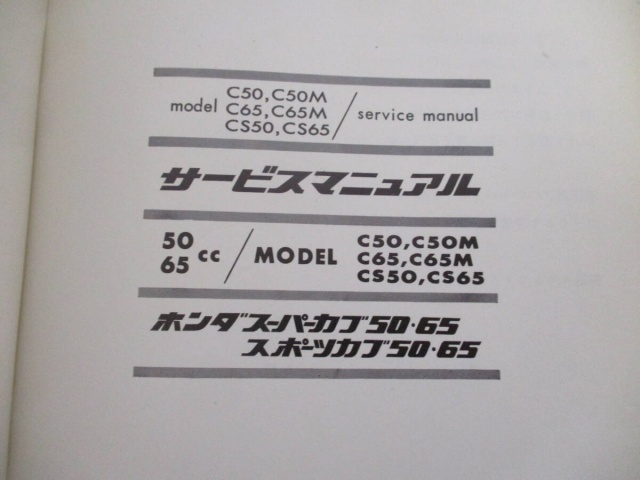 C50, C50M
model C65, C65M / service manual
CS50, CS65
サービスマニュアル
50 C50, C50M
65 cc / MODEL C65, C65M
CS50, CS65
ホンダスーパーカブ50・65
スポーツカブ50・65